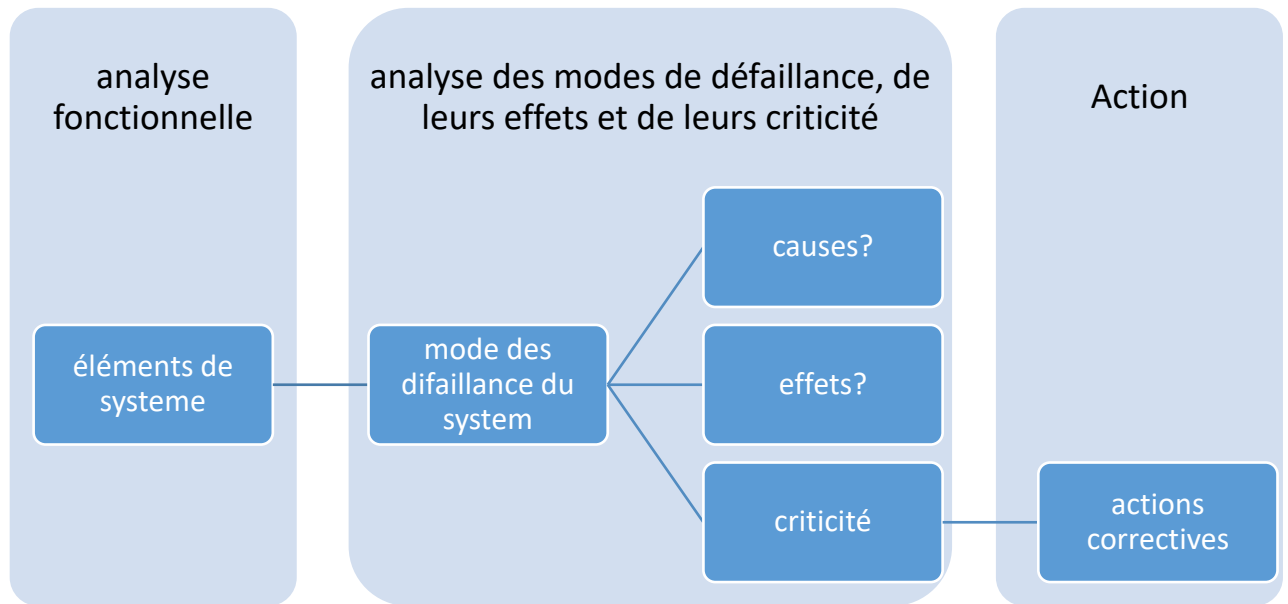 analyse
fonctionnelle
analyse des modes de défaillance, de
leurs effets et de leurs criticité
Action
éléments de
systeme
mode des
difaillance du
system
causes?
effets?
criticité
actions
correctives